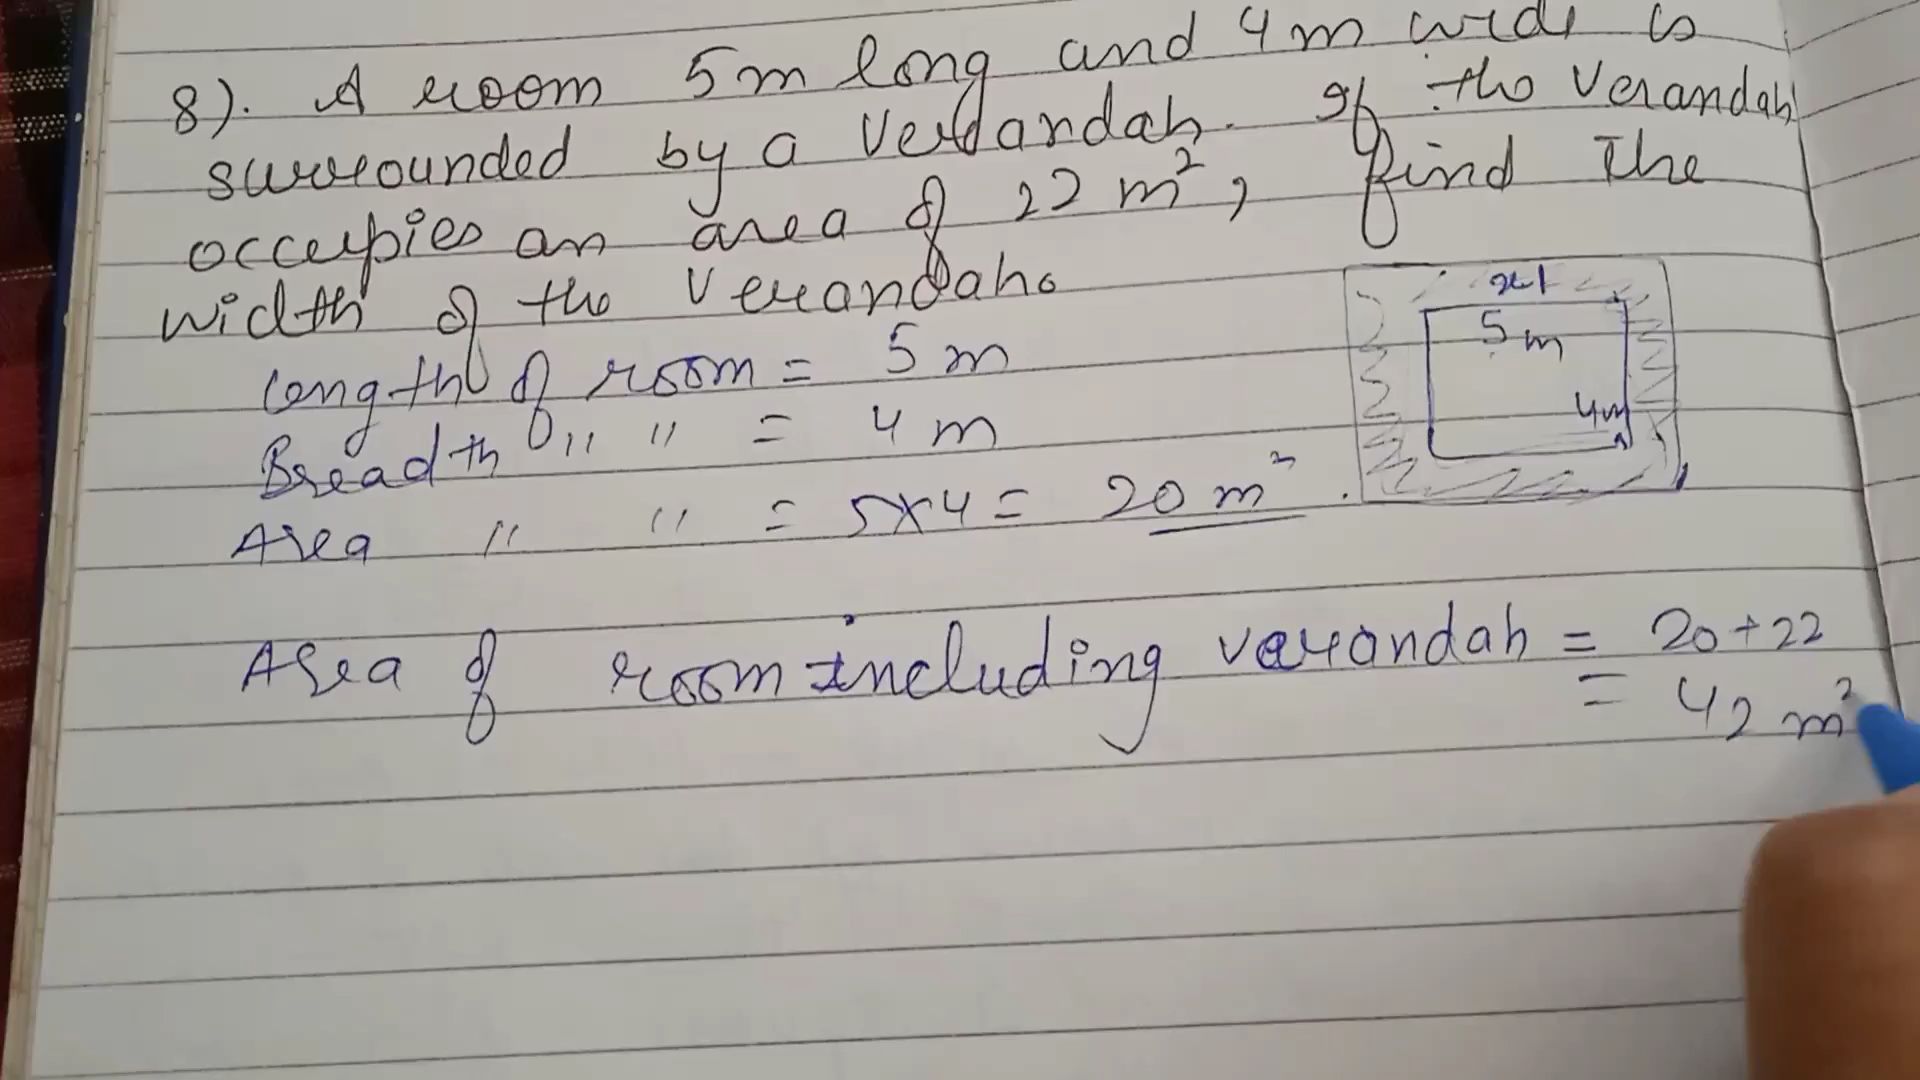 8). A room 5m long and 4m wide is
surrounded by a Verandah. If the Verandah
occupies an area of 22 m², find The
width of the Verandah.
Length of room = 5 m
Breadth " " = 4 m
Area " " = 5×4 = 20 m²
5 m
4m
Area of room including varandah = 20+22
= 42 m²